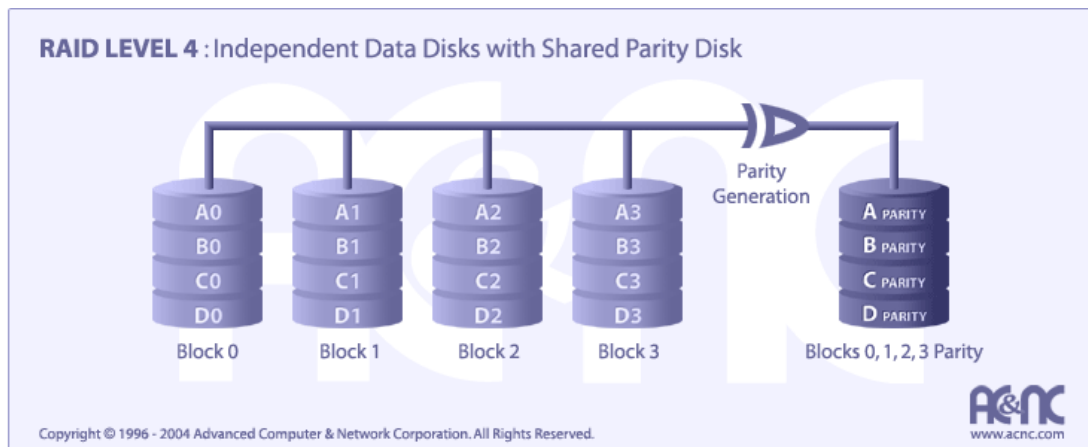 RAID LEVEL 4 : Independent Data Disks with Shared Parity Disk
Parity
Generation
A0 A1 A2 A3 A PARITY
B0 B1 B2 B3 B PARITY
C0 C1 C2 C3 C PARITY
D0 D1 D2 D3 D PARITY
Block 0 Block 1 Block 2 Block 3 Blocks 0, 1, 2, 3 Parity
AC&NC
www.acnc.com
Copyright © 1996 - 2004 Advanced Computer & Network Corporation. All Rights Reserved.